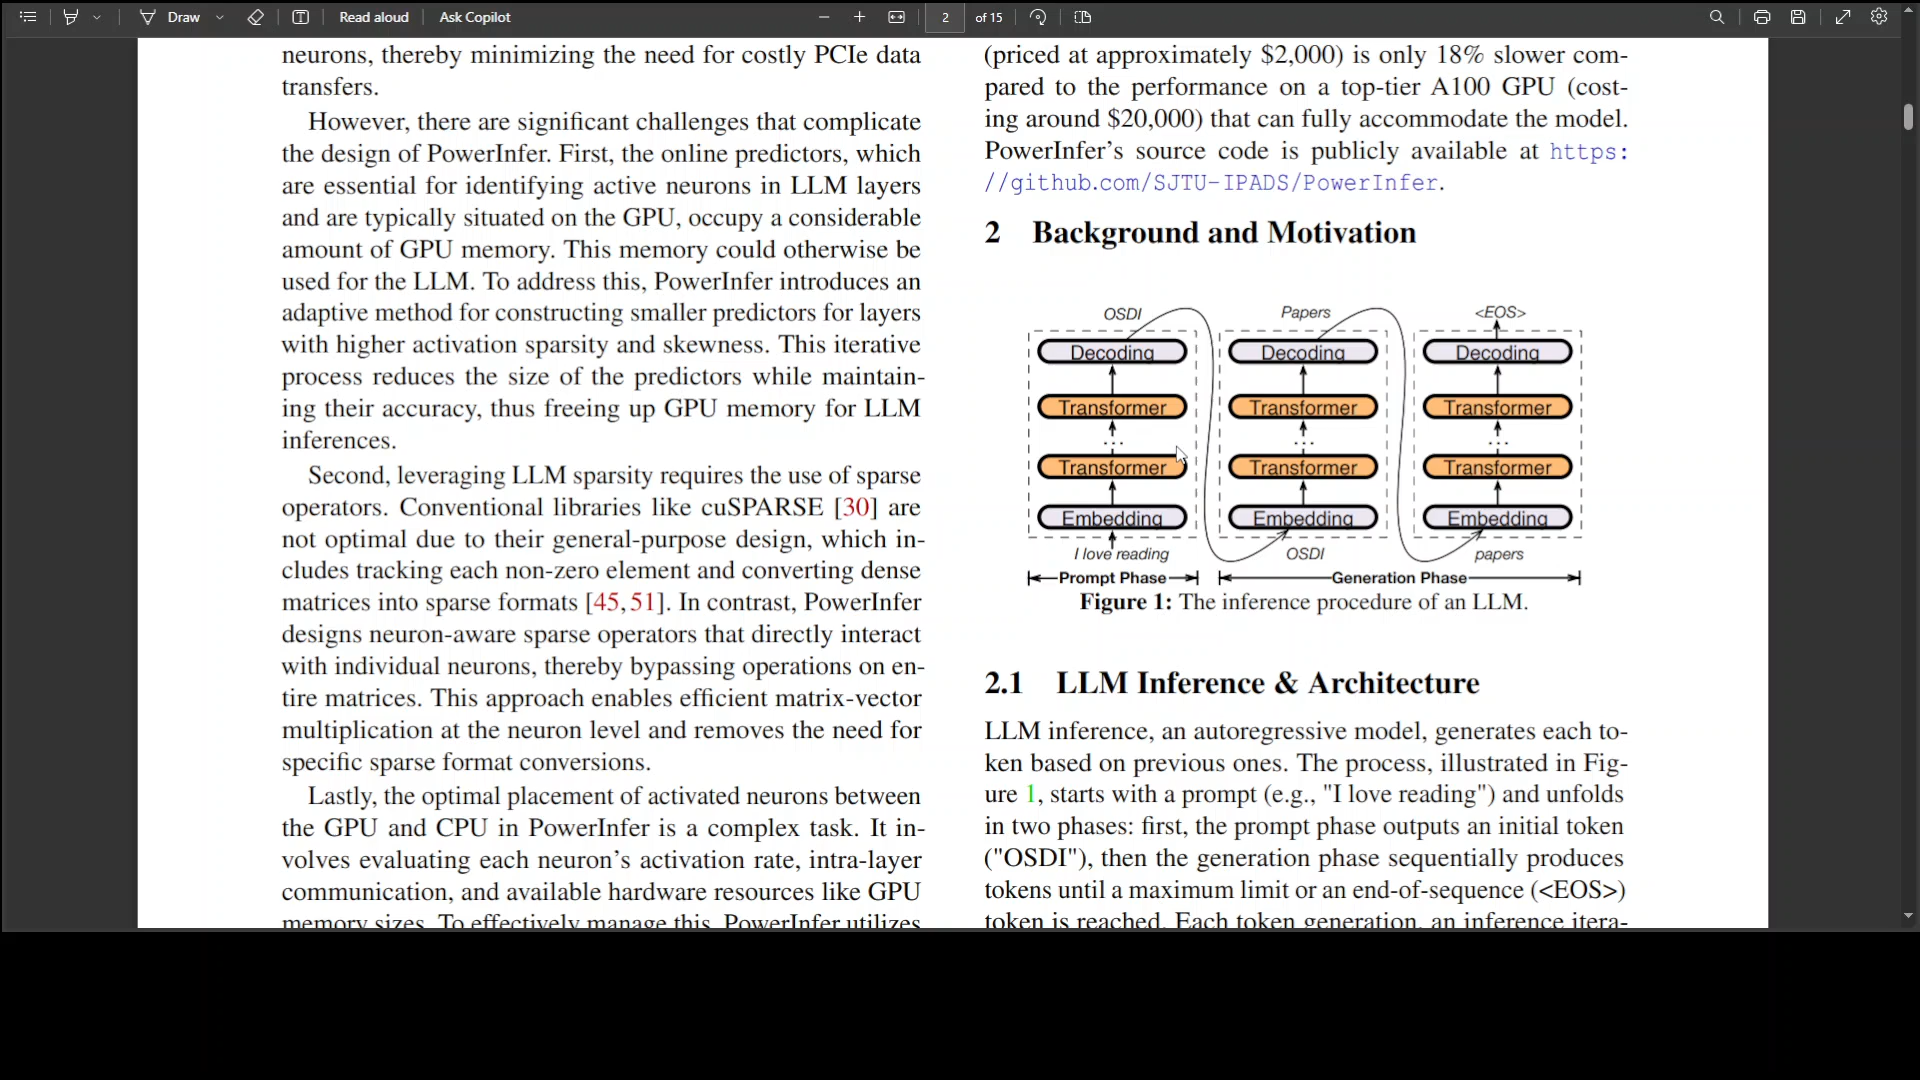 Draw
Read aloud
Ask Copilot
2
of 15
neurons, thereby minimizing the need for costly PCIe data
transfers.
However, there are significant challenges that complicate
the design of PowerInfer. First, the online predictors, which
are essential for identifying active neurons in LLM layers
and are typically situated on the GPU, occupy a considerable
amount of GPU memory. This memory could otherwise be
used for the LLM. To address this, PowerInfer introduces an
adaptive method for constructing smaller predictors for layers
with higher activation sparsity and skewness. This iterative
process reduces the size of the predictors while maintain-
ing their accuracy, thus freeing up GPU memory for LLM
inferences.
Second, leveraging LLM sparsity requires the use of sparse
operators. Conventional libraries like cuSPARSE [30] are
not optimal due to their general-purpose design, which in-
cludes tracking each non-zero element and converting dense
matrices into sparse formats [45,51]. In contrast, PowerInfer
designs neuron-aware sparse operators that directly interact
with individual neurons, thereby bypassing operations on en-
tire matrices. This approach enables efficient matrix-vector
multiplication at the neuron level and removes the need for
specific sparse format conversions.
Lastly, the optimal placement of activated neurons between
the GPU and CPU in PowerInfer is a complex task. It in-
volves evaluating each neuron's activation rate, intra-layer
communication, and available hardware resources like GPU
memory sizes. To effectively manage this, PowerInfer utilizes
(priced at approximately $2,000) is only 18% slower com-
pared to the performance on a top-tier A100 GPU (cost-
ing around $20,000) that can fully accommodate the model.
PowerInfer's source code is publicly available at https:
//github.com/SJTU-IPADS/PowerInfer.
2 Background and Motivation
OSDI Papers <EOS>
Decoding Decoding Decoding
Transformer Transformer Transformer
... ... ...
Transformer Transformer Transformer
Embedding Embedding Embedding
I love reading OSDI papers
Prompt Phase Generation Phase
Figure 1: The inference procedure of an LLM.
2.1 LLM Inference & Architecture
LLM inference, an autoregressive model, generates each to-
ken based on previous ones. The process, illustrated in Fig-
ure 1, starts with a prompt (e.g., "I love reading") and unfolds
in two phases: first, the prompt phase outputs an initial token
("OSDI"), then the generation phase sequentially produces
tokens until a maximum limit or an end-of-sequence (<EOS>)
token is reached. Each token generation, an inference itera-